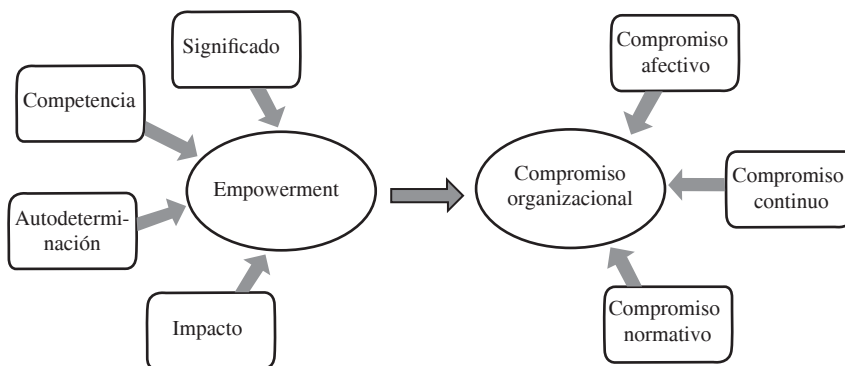 Significado
Competencia
Autodetermi-
nación
Impacto
Empowerment
Compromiso
organizacional
Compromiso
afectivo
Compromiso
continuo
Compromiso
normativo